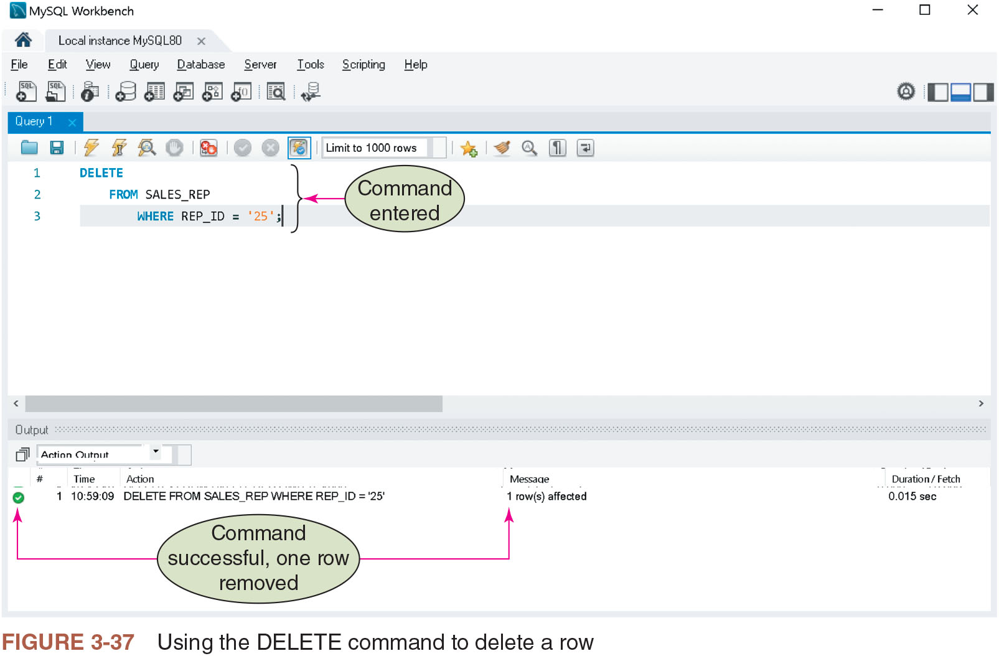 MySQL Workbench
Local instance MySQL80
File Edit View Query Database Server Tools Scripting Help
SQL SQL
Query 1
Limit to 1000 rows
1 DELETE
2 FROM SALES_REP
3 WHERE REP_ID = '25';
Command
entered
Output
Action Output
# Time Action Message Duration / Fetch
1 10:59:09 DELETE FROM SALES_REP WHERE REP_ID = '25' 1 row(s) affected 0.015 sec
Command
successful, one row
removed
FIGURE 3-37 Using the DELETE command to delete a row